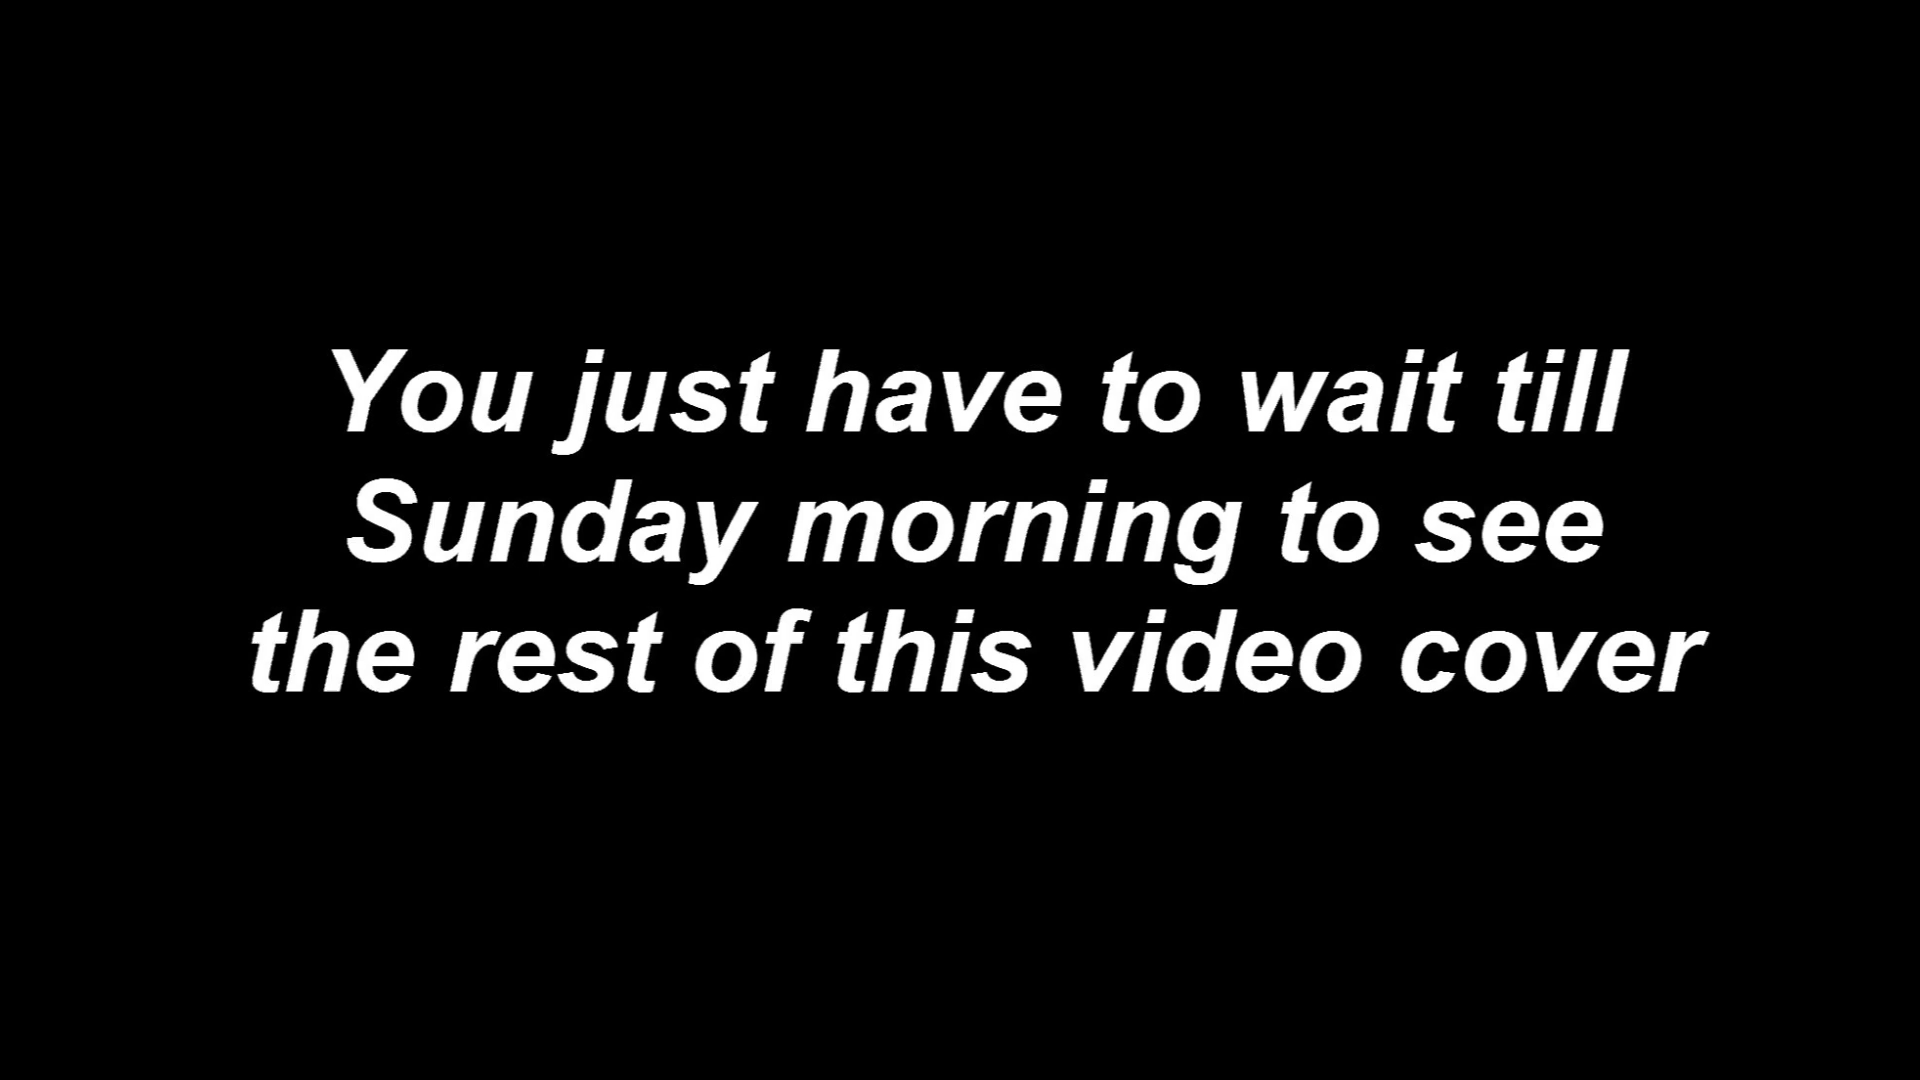 You just have to wait till
Sunday morning to see
the rest of this video cover